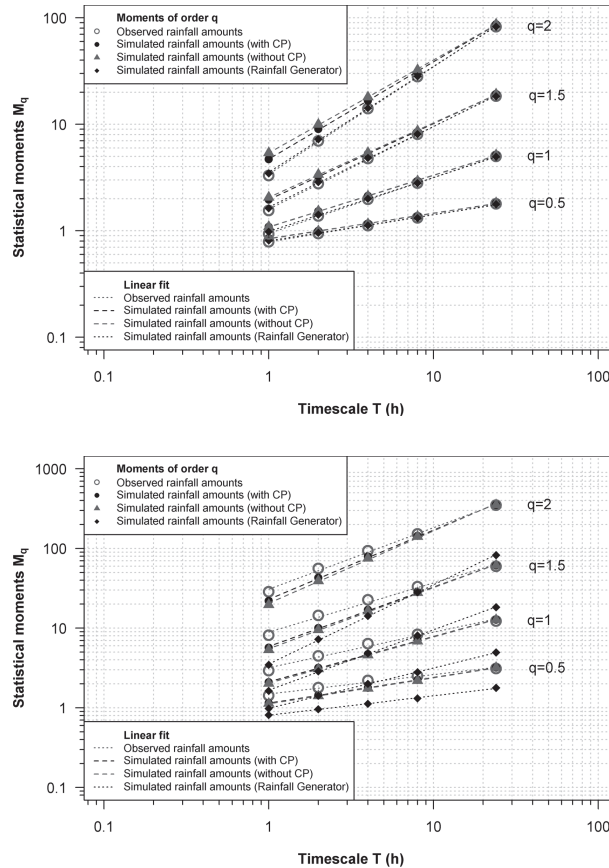 Moments of order q
Observed rainfall amounts
Simulated rainfall amounts (with CP)
Simulated rainfall amounts (without CP)
Simulated rainfall amounts (Rainfall Generator)
q=2
q=1.5
q=1
q=0.5
Statistical moments Mq
100
10
1
0.1
Linear fit
Observed rainfall amounts
Simulated rainfall amounts (with CP)
Simulated rainfall amounts (without CP)
Simulated rainfall amounts (Rainfall Generator)
0.1 1 10 100
Timescale T (h)
Moments of order q
Observed rainfall amounts
Simulated rainfall amounts (with CP)
Simulated rainfall amounts (without CP)
Simulated rainfall amounts (Rainfall Generator)
q=2
q=1.5
q=1
q=0.5
Statistical moments Mq
1000
100
10
1
0.1
Linear fit
Observed rainfall amounts
Simulated rainfall amounts (with CP)
Simulated rainfall amounts (without CP)
Simulated rainfall amounts (Rainfall Generator)
0.1 1 10 100
Timescale T (h)